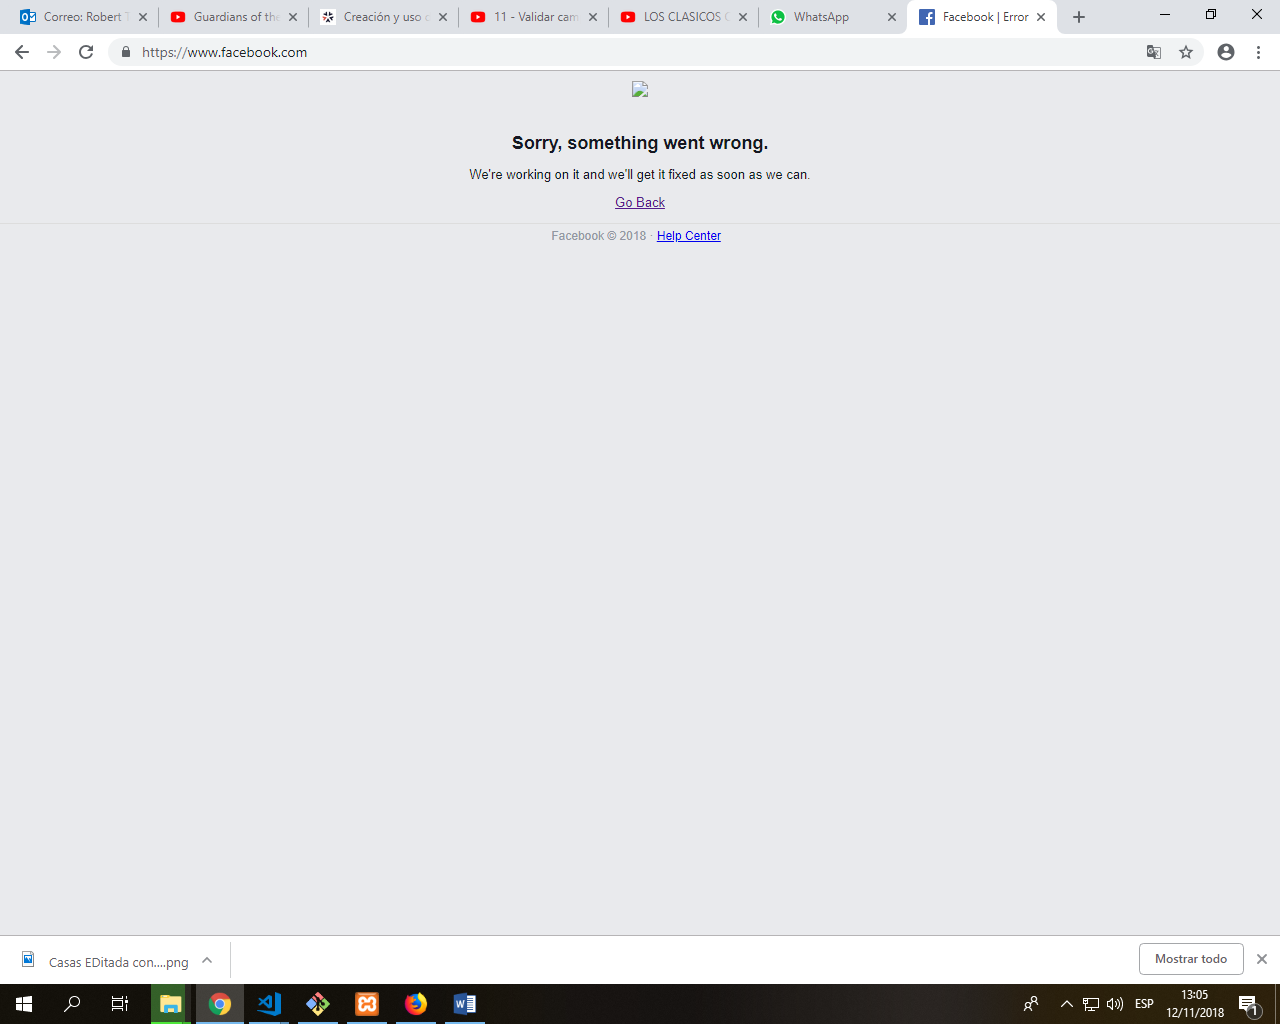 Correo: Robert T
Guardians of the
Creación y uso
11 - Validar cam
LOS CLASICOS
WhatsApp
Facebook | Error
https://www.facebook.com
Sorry, something went wrong.
We're working on it and we'll get it fixed as soon as we can.
Go Back
Facebook © 2018 · Help Center
Casas EDitada con....png
Mostrar todo
ESP
13:05
12/11/2018
1